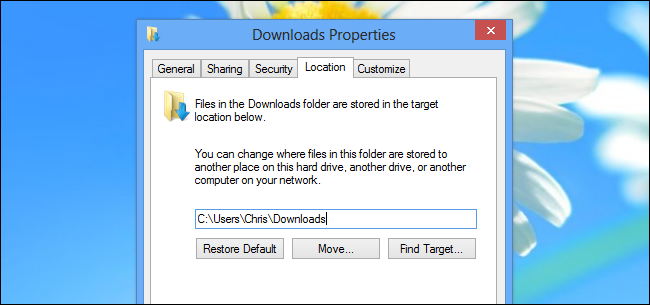 Downloads Properties
General Sharing Security Location Customize
Files in the Downloads folder are stored in the target
location below.
You can change where files in this folder are stored to
another place on this hard drive, another drive, or another
computer on your network.
C:\Users\Chris\Downloads
Restore Default Move... Find Target...